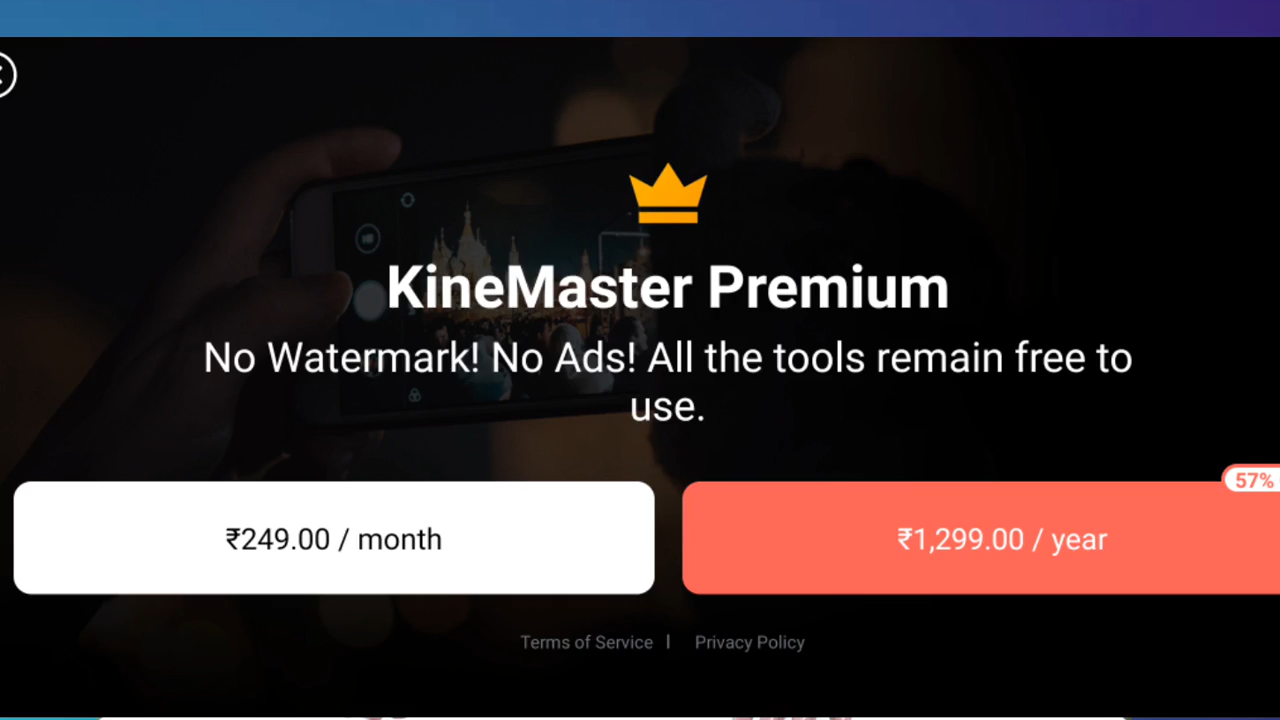 KineMaster Premium
No Watermark! No Ads! All the tools remain free to
use.
57%
₹249.00 / month
₹1,299.00 / year
Terms of Service | Privacy Policy